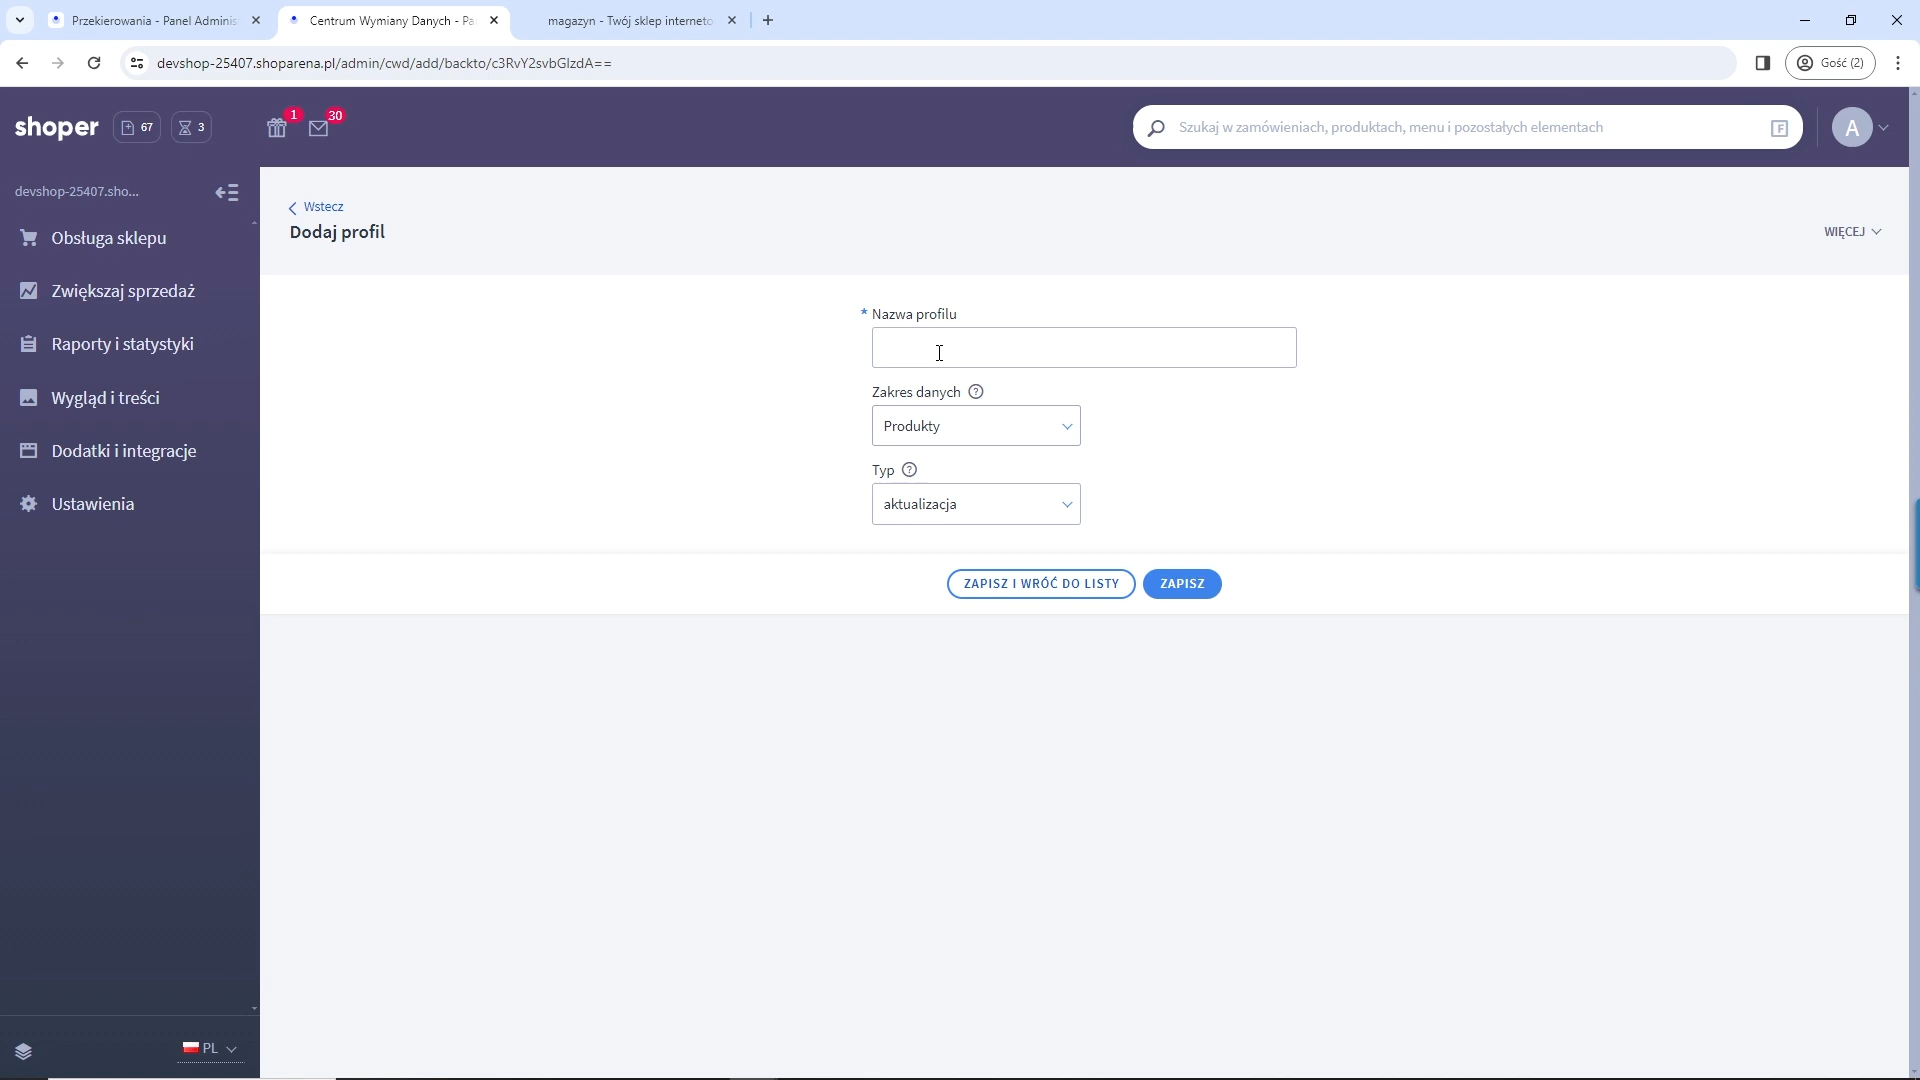 Przekierowania - Panel Adminis
Centrum Wymiany Danych - Pa
magazyn - Twój sklep interneto
devshop-25407.shoparena.pl/admin/cwd/add/backto/c3RvY2svbGlzdA==
Gość (2)
shoper
67
3
1
30
Szukaj w zamówieniach, produktach, menu i pozostałych elementach
F
A
devshop-25407.sho...
Obsługa sklepu
Zwiększaj sprzedaż
Raporty i statystyki
Wygląd i treści
Dodatki i integracje
Ustawienia
PL
Wstecz
Dodaj profil
WIĘCEJ
* Nazwa profilu
Zakres danych ?
Produkty
Typ ?
aktualizacja
ZAPISZ I WRÓĆ DO LISTY
ZAPISZ